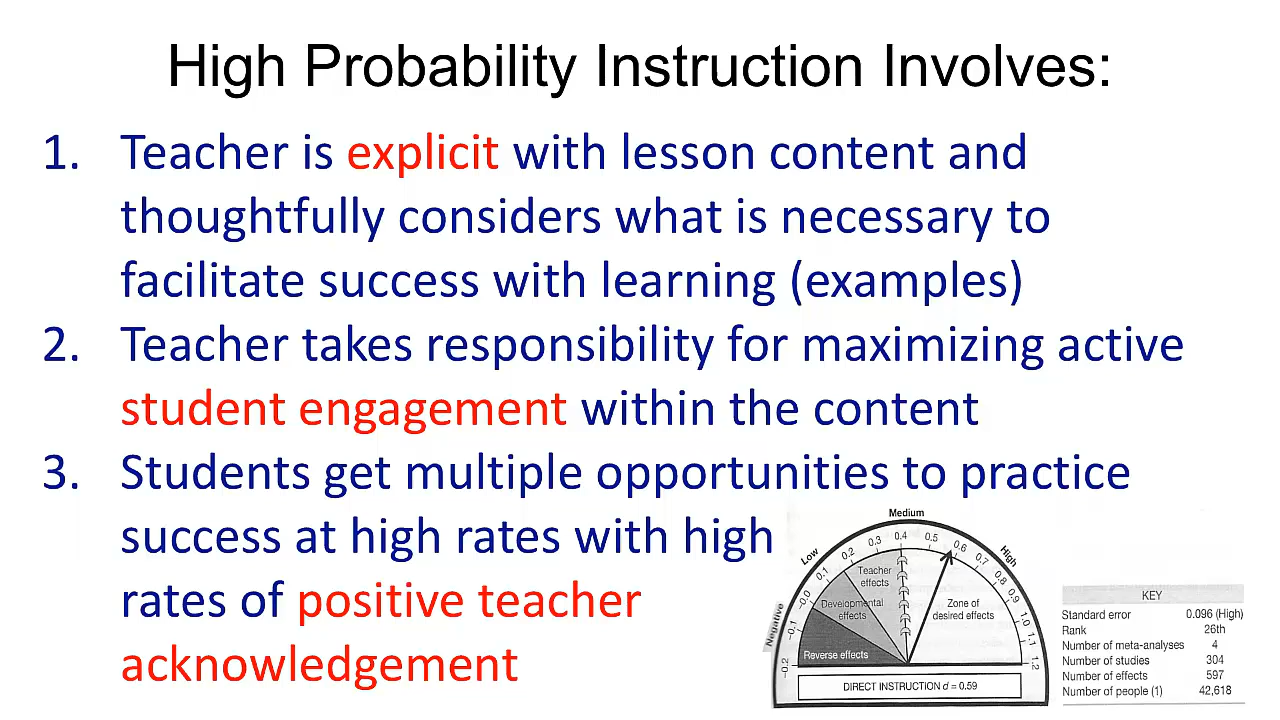 High Probability Instruction Involves:
1. Teacher is explicit with lesson content and
thoughtfully considers what is necessary to
facilitate success with learning (examples)
2. Teacher takes responsibility for maximizing active
student engagement within the content
3. Students get multiple opportunities to practice
success at high rates with high
rates of positive teacher
acknowledgement
Medium
Low
High
Negative
-0.2
-0.1
-0.0
0.1
0.2
0.3
0.4
0.5
0.6
0.7
0.8
0.9
1.0
1.1
1.2
Teacher
effects
Developmental
effects
Reverse effects
Zone of
desired effects
DIRECT INSTRUCTION d = 0.59
KEY
Standard error 0.096 (High)
Rank 26th
Number of meta-analyses 4
Number of studies 304
Number of effects 597
Number of people (1) 42,618